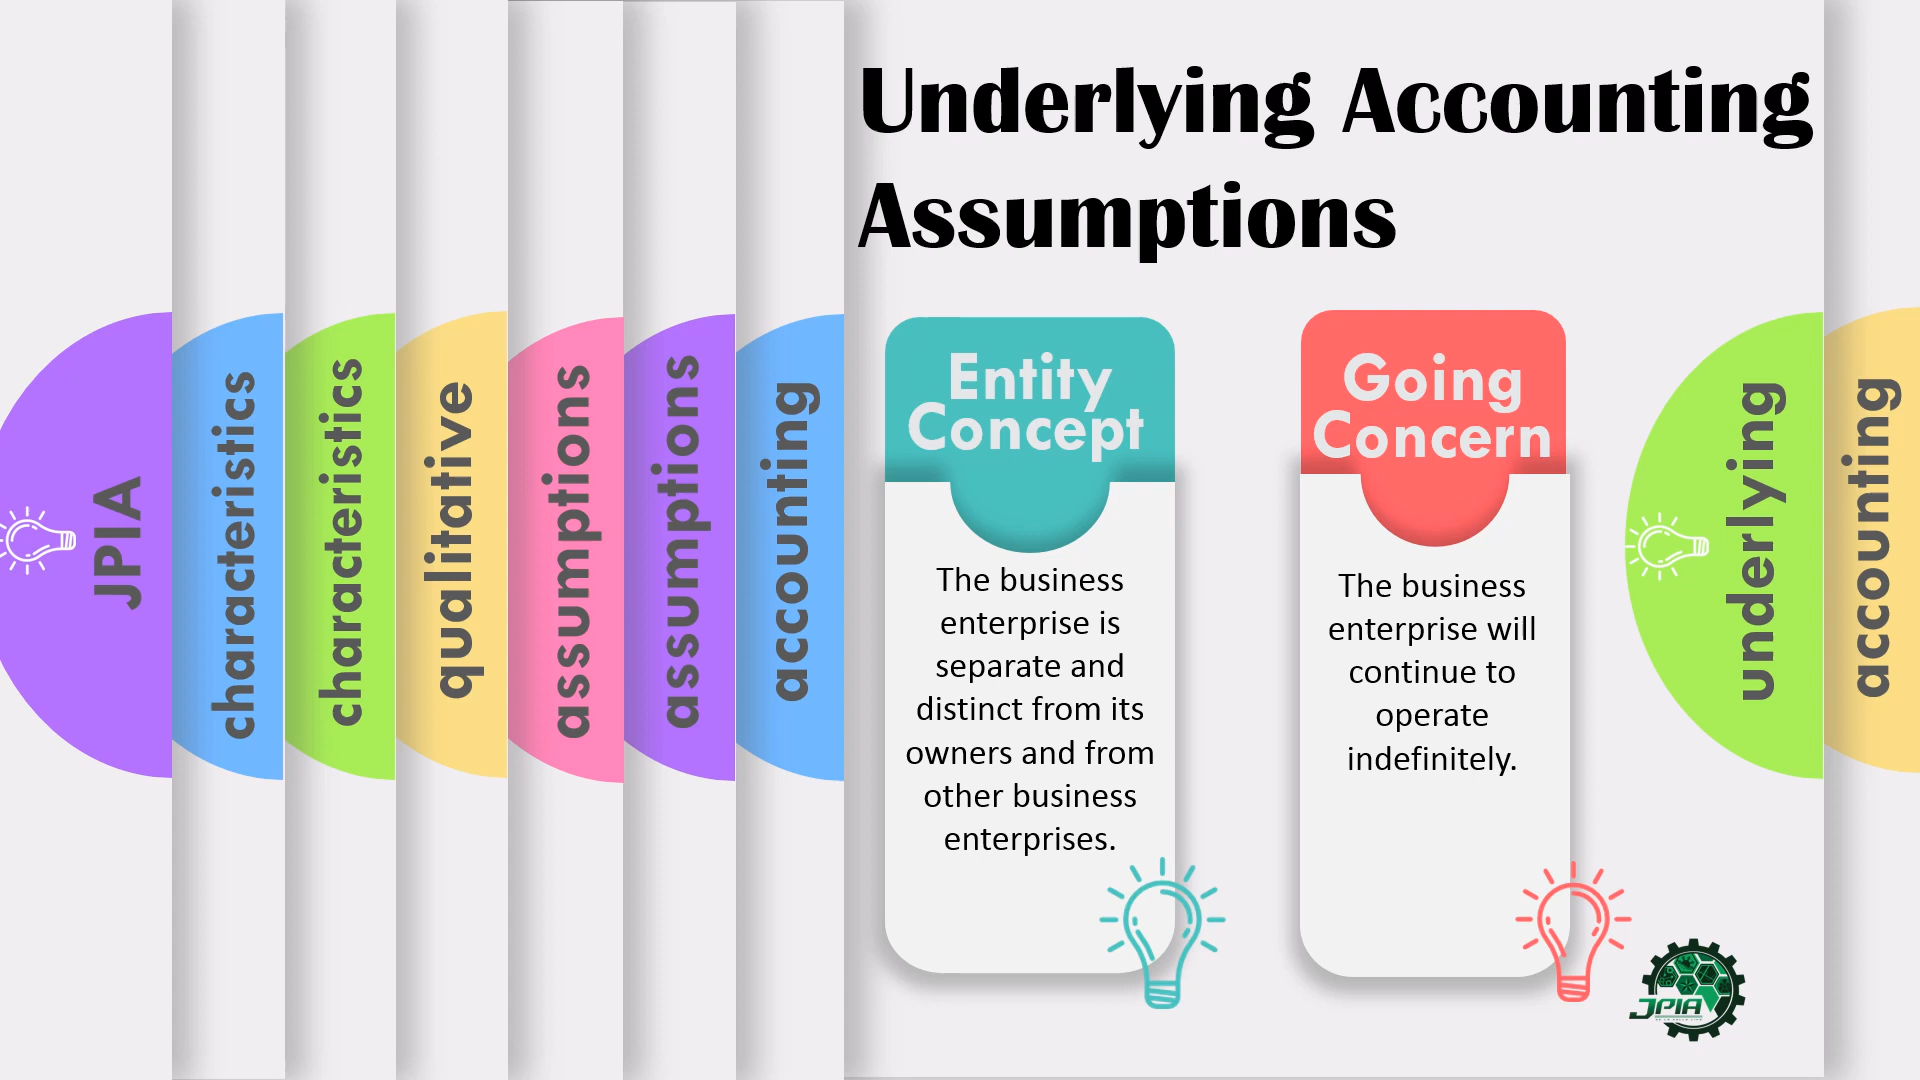 JPIA
characteristics
characteristics
qualitative
assumptions
assumptions
accounting
Underlying Accounting
Assumptions
Entity
Concept
The business
enterprise is
separate and
distinct from its
owners and from
other business
enterprises.
Going
Concern
The business
enterprise will
continue to
operate
indefinitely.
underlying
accounting
JPIA